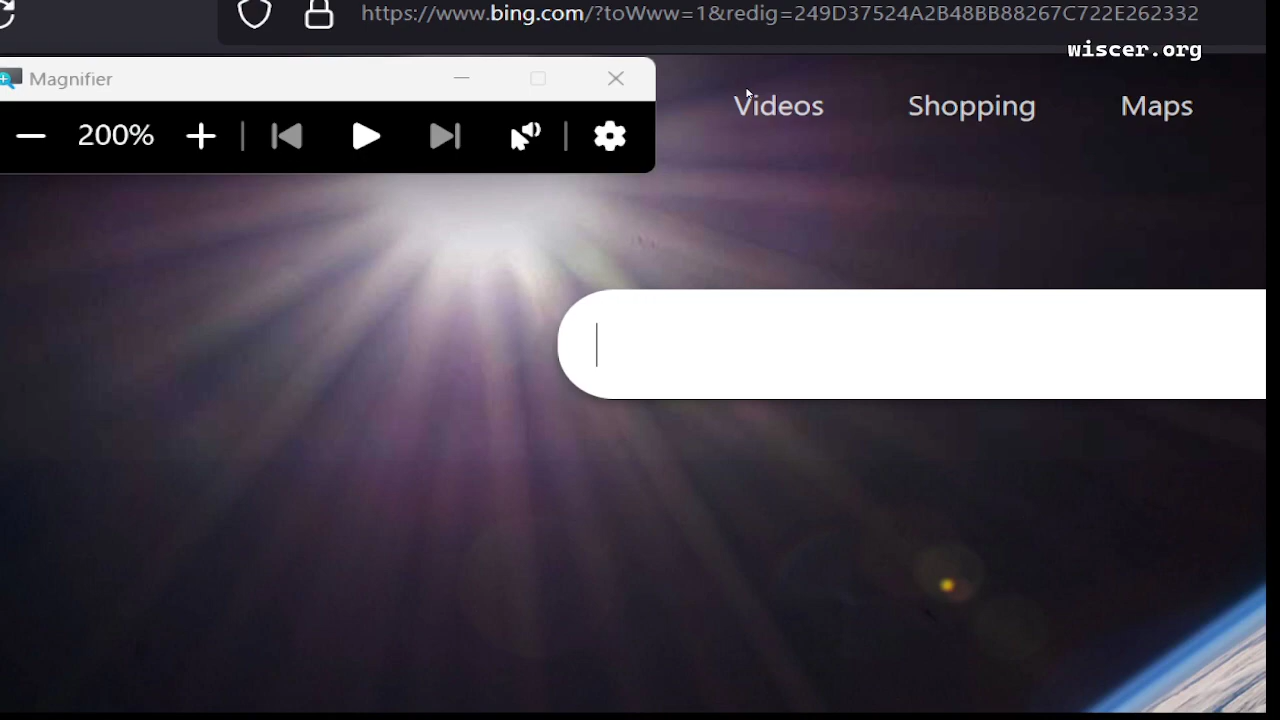 https://www.bing.com/?toWww=1&redig=249D37524A2B48BB88267C722E262332
wiscer.org
Magnifier
Videos Shopping Maps
200%